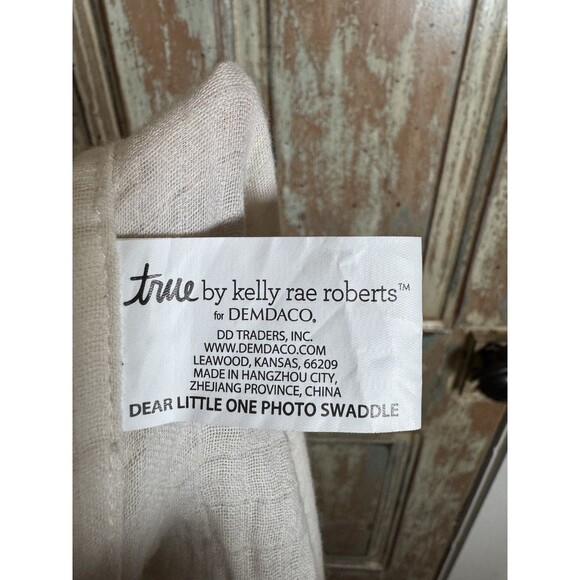 true by kelly rae roberts™
for DEMDACO®
DD TRADERS, INC.
WWW.DEMDACO.COM
LEAWOOD, KANSAS, 66209
MADE IN HANGZHOU CITY,
ZHEJIANG PROVINCE, CHINA
DEAR LITTLE ONE PHOTO SWADDLE